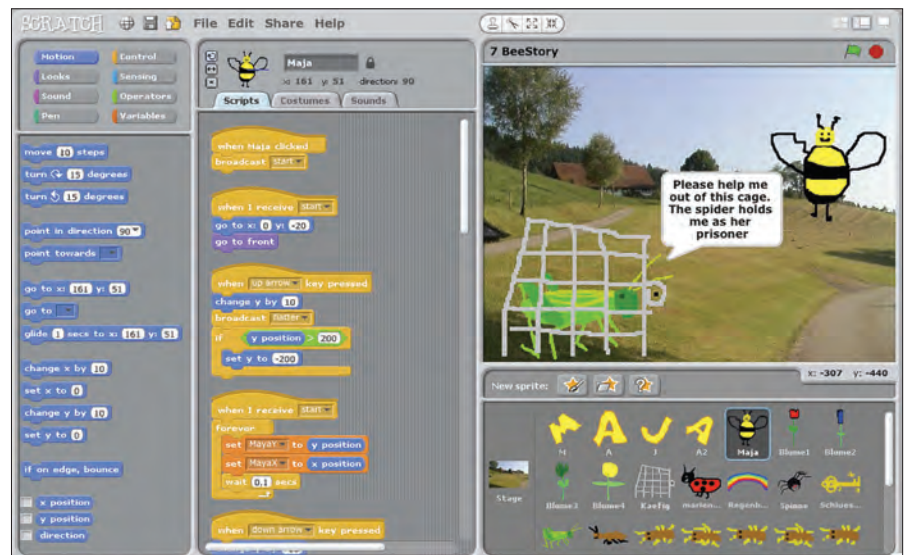 SCRATCH File Edit Share Help
Motion Control
Looks Sensing
Sound Operators
Pen Variables
move 10 steps
turn 15 degrees
turn 15 degrees
point in direction 90
point towards
go to x: 161 y: 51
go to
glide 1 secs to x: 161 y: 51
change x by 10
set x to 0
change y by 10
set y to 0
if on edge, bounce
x position
y position
direction
Maja
x: 161 y: 51 direction: 90
Scripts Costumes Sounds
when Maja clicked
broadcast start
when I receive start
go to x: 0 y: -20
go to front
when up arrow key pressed
change y by 10
broadcast flatter
if y position > 200
set y to -200
when I receive start
forever
set MayaY to y position
set MayaX to x position
wait 0.1 secs
when down arrow key pressed
7 BeeStory
Please help me
out of this cage.
The spider holds
me as her
prisoner
x: -307 y: -440
New sprite:
M A J A2 Maja Blume1 Blume2
Stage
Blume3 Blume4 Kaefig marien... Regenb... Spinne Schlues...